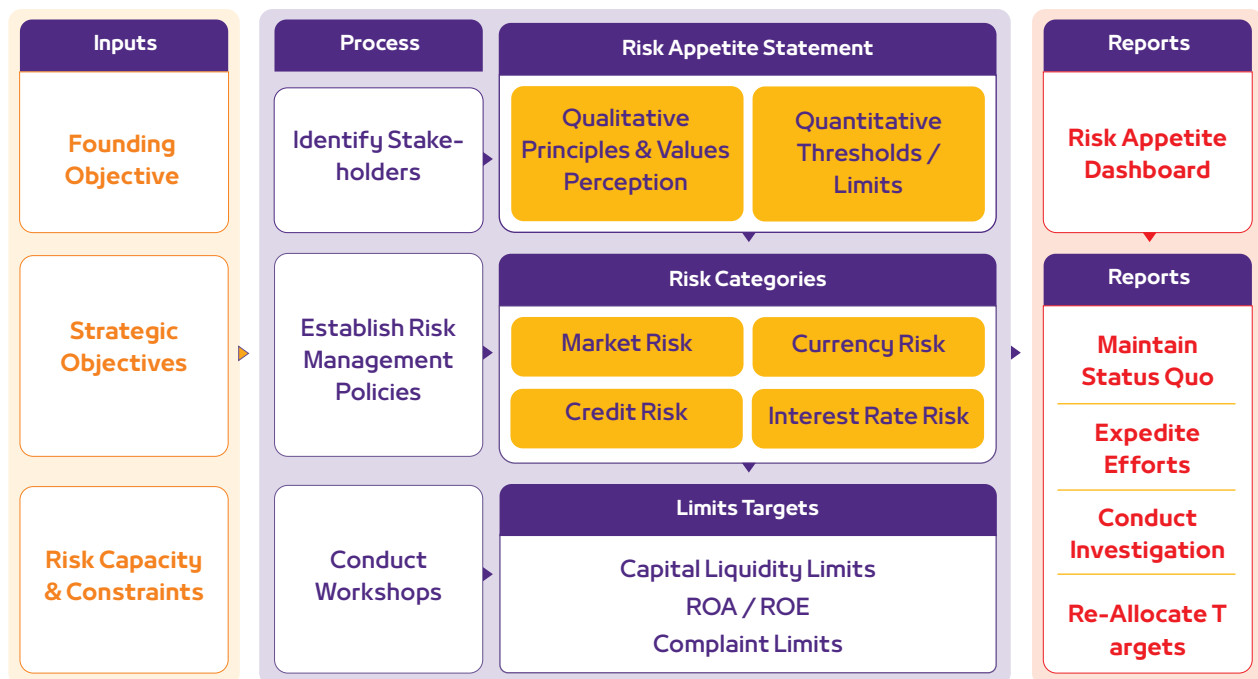 Inputs
Founding
Objective
Strategic
Objectives
Risk Capacity
& Constraints
Process
Identify Stake-
holders
Establish Risk
Management
Policies
Conduct
Workshops
Risk Appetite Statement
Qualitative
Principles & Values
Perception
Quantitative
Thresholds /
Limits
Risk Categories
Market Risk
Currency Risk
Credit Risk
Interest Rate Risk
Limits Targets
Capital Liquidity Limits
ROA / ROE
Complaint Limits
Reports
Risk Appetite
Dashboard
Reports
Maintain
Status Quo
Expedite
Efforts
Conduct
Investigation
Re-Allocate T
argets